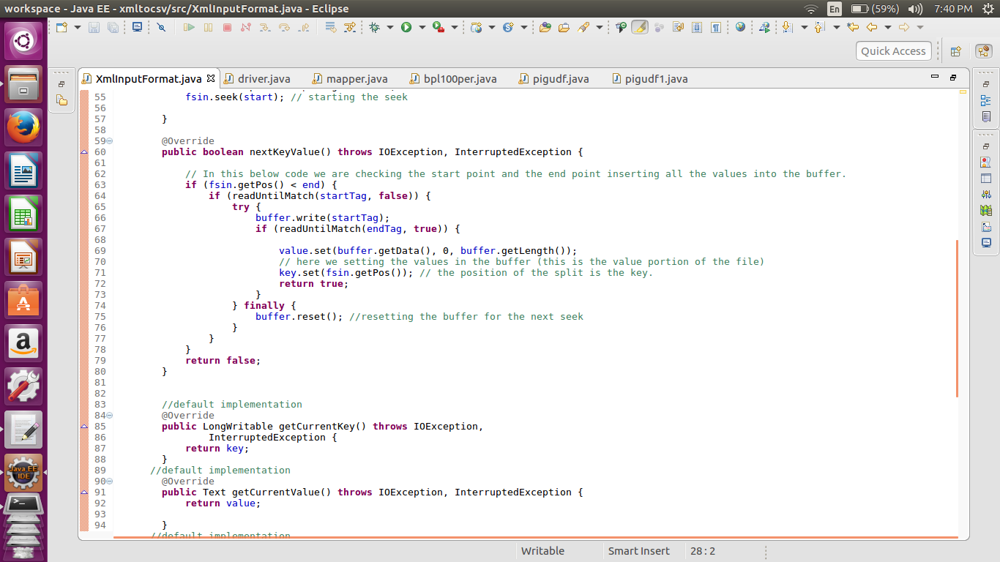 workspace - Java EE - xmltocsv/src/XmlInputFormat.java - Eclipse
En
(59%)
7:40 PM
Quick Access
XmlInputFormat.java
driver.java
mapper.java
bpl100per.java
pigudf.java
pigudf1.java
55 fsin.seek(start); // starting the seek
56
57 }
58
59 @Override
60 public boolean nextKeyValue() throws IOException, InterruptedException {
61
62 // In this below code we are checking the start point and the end point inserting all the values into the buffer.
63 if (fsin.getPos() < end) {
64 if (readUntilMatch(startTag, false)) {
65 try {
66 buffer.write(startTag);
67 if (readUntilMatch(endTag, true)) {
68
69 value.set(buffer.getData(), 0, buffer.getLength());
70 // here we setting the values in the buffer (this is the value portion of the file)
71 key.set(fsin.getPos()); // the position of the split is the key.
72 return true;
73 }
74 } finally {
75 buffer.reset(); //resetting the buffer for the next seek
76 }
77 }
78 }
79 return false;
80 }
81
82
83 //default implementation
84 @Override
85 public LongWritable getCurrentKey() throws IOException,
86 InterruptedException {
87 return key;
88 }
89 //default implementation
90 @Override
91 public Text getCurrentValue() throws IOException, InterruptedException {
92 return value;
93
94 }
//default implementation
Java EE
IDE
Writable
Smart Insert
28 : 2